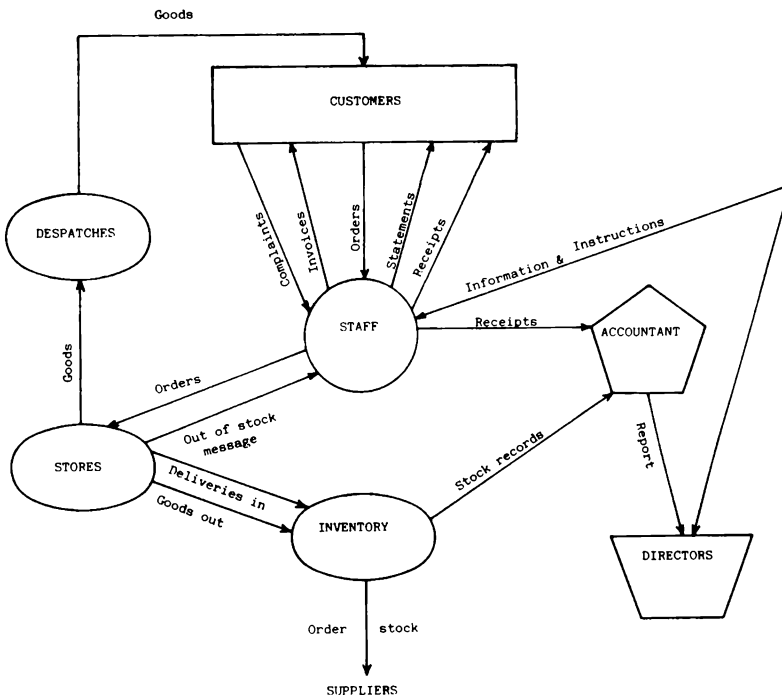 Goods
CUSTOMERS
Complaints
Invoices
Orders
Statements
Receipts
Information & Instructions
DESPATCHES
STAFF
Receipts
ACCOUNTANT
Goods
Orders
Out of stock
message
STORES
Deliveries in
Goods out
Stock records
Report
INVENTORY
DIRECTORS
Order stock
SUPPLIERS